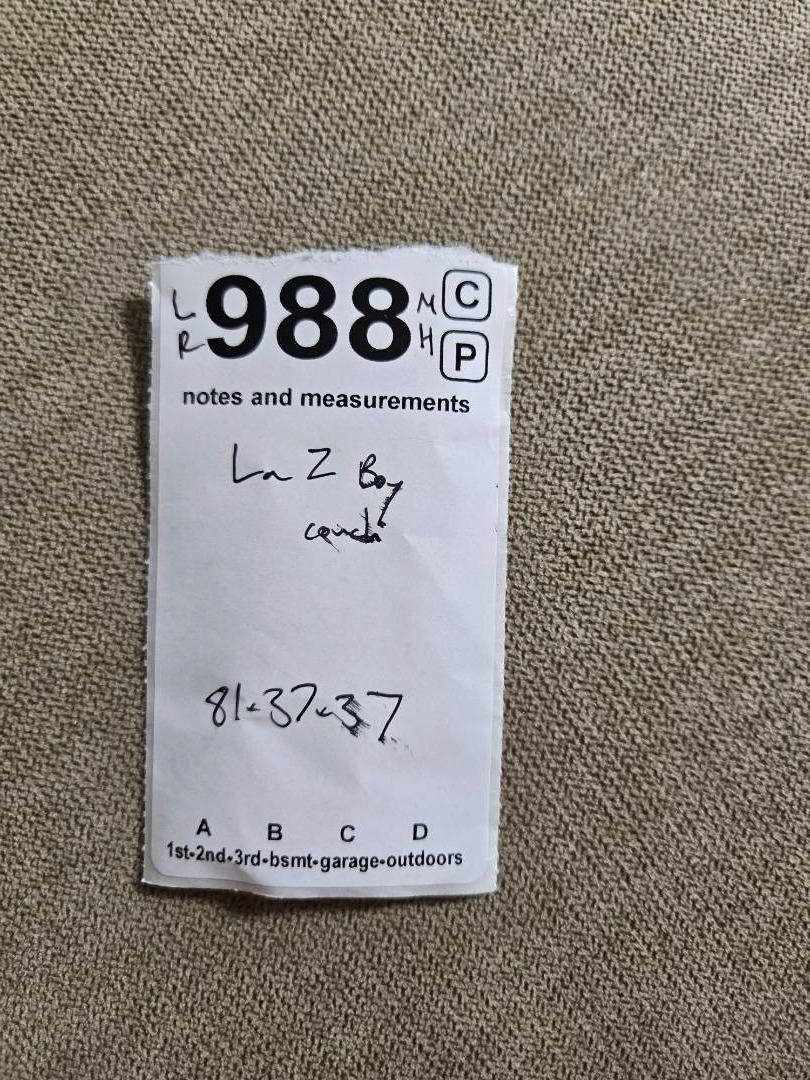 L 988 M C
R H P
notes and measurements
La Z Boy
couch
81x37x37
A B C D
1st•2nd•3rd•bsmt•garage•outdoors